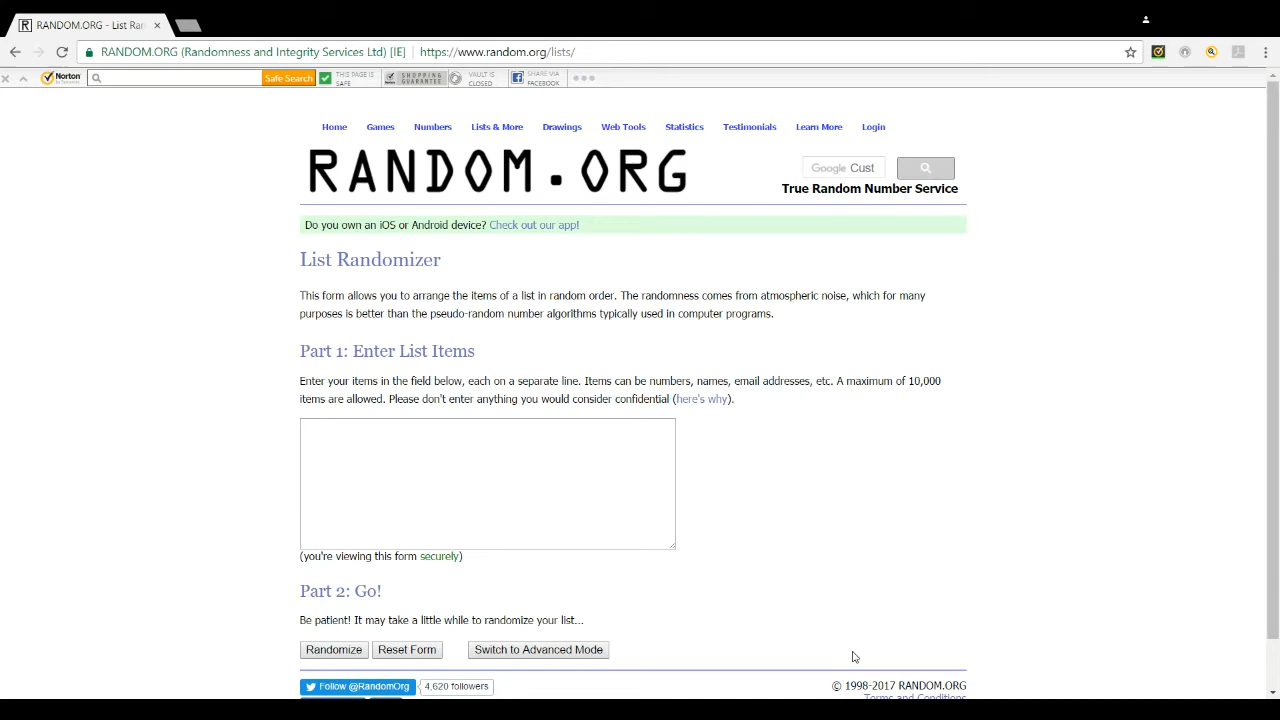 RANDOM.ORG - List Ran
RANDOM.ORG (Randomness and Integrity Services Ltd) [IE] https://www.random.org/lists/
Norton
Safe Search
THIS PAGE IS
SAFE
SHOPPING
GUARANTEE
VAULT IS
CLOSED
SHARE VIA
FACEBOOK
Home Games Numbers Lists & More Drawings Web Tools Statistics Testimonials Learn More Login
RANDOM.ORG
Google Cust
True Random Number Service
Do you own an iOS or Android device? Check out our app!
List Randomizer
This form allows you to arrange the items of a list in random order. The randomness comes from atmospheric noise, which for many
purposes is better than the pseudo-random number algorithms typically used in computer programs.
Part 1: Enter List Items
Enter your items in the field below, each on a separate line. Items can be numbers, names, email addresses, etc. A maximum of 10,000
items are allowed. Please don't enter anything you would consider confidential (here's why).
(you're viewing this form securely)
Part 2: Go!
Be patient! It may take a little while to randomize your list...
Randomize Reset Form Switch to Advanced Mode
Follow @RandomOrg 4,620 followers
© 1998-2017 RANDOM.ORG
Terms and Conditions